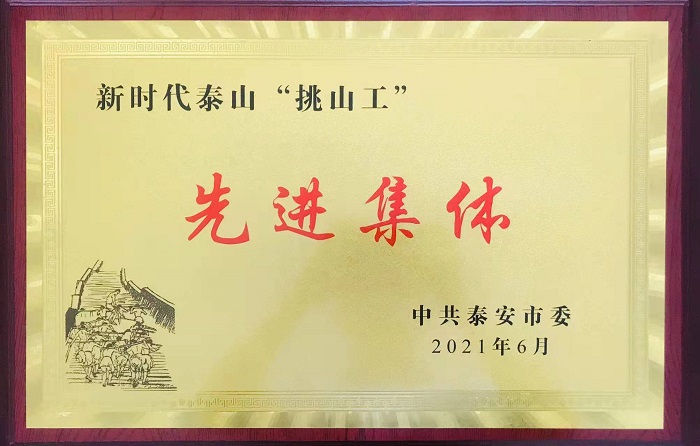 新时代泰山“挑山工”
先进集体
中共泰安市委
2021年6月